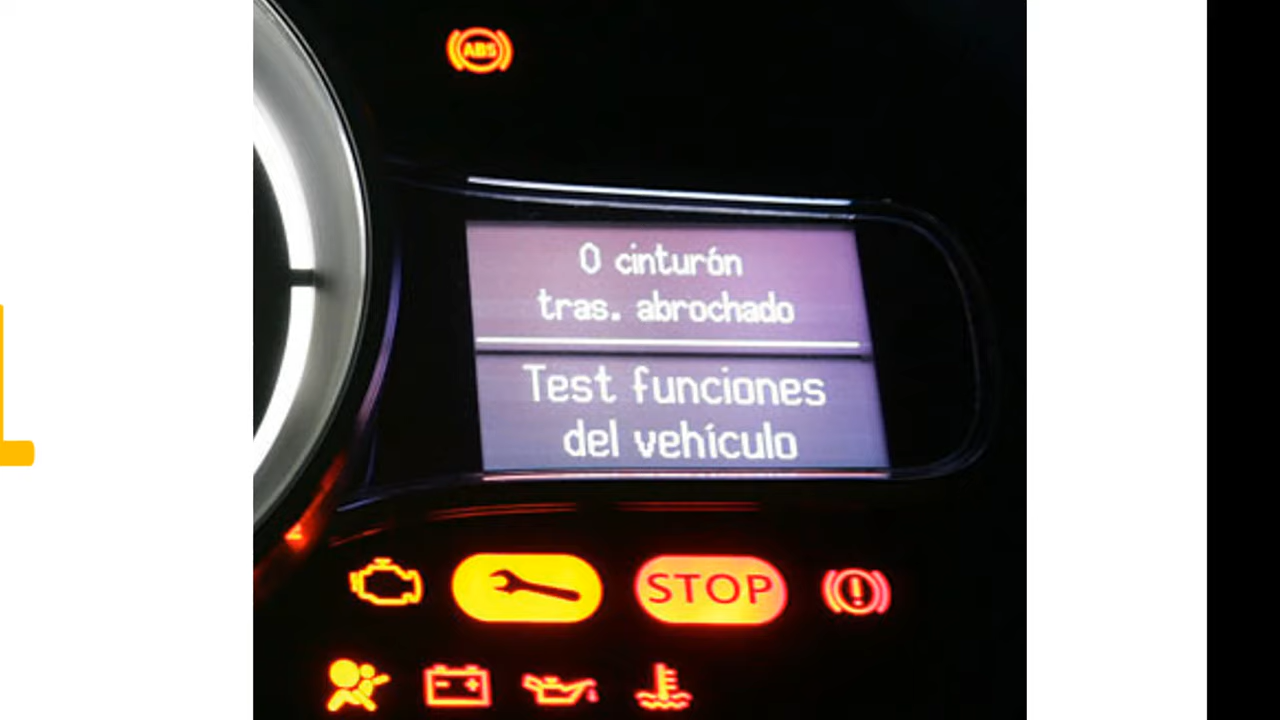 ABS
0 cinturón
tras. abrochado
Test funciones
del vehículo
STOP